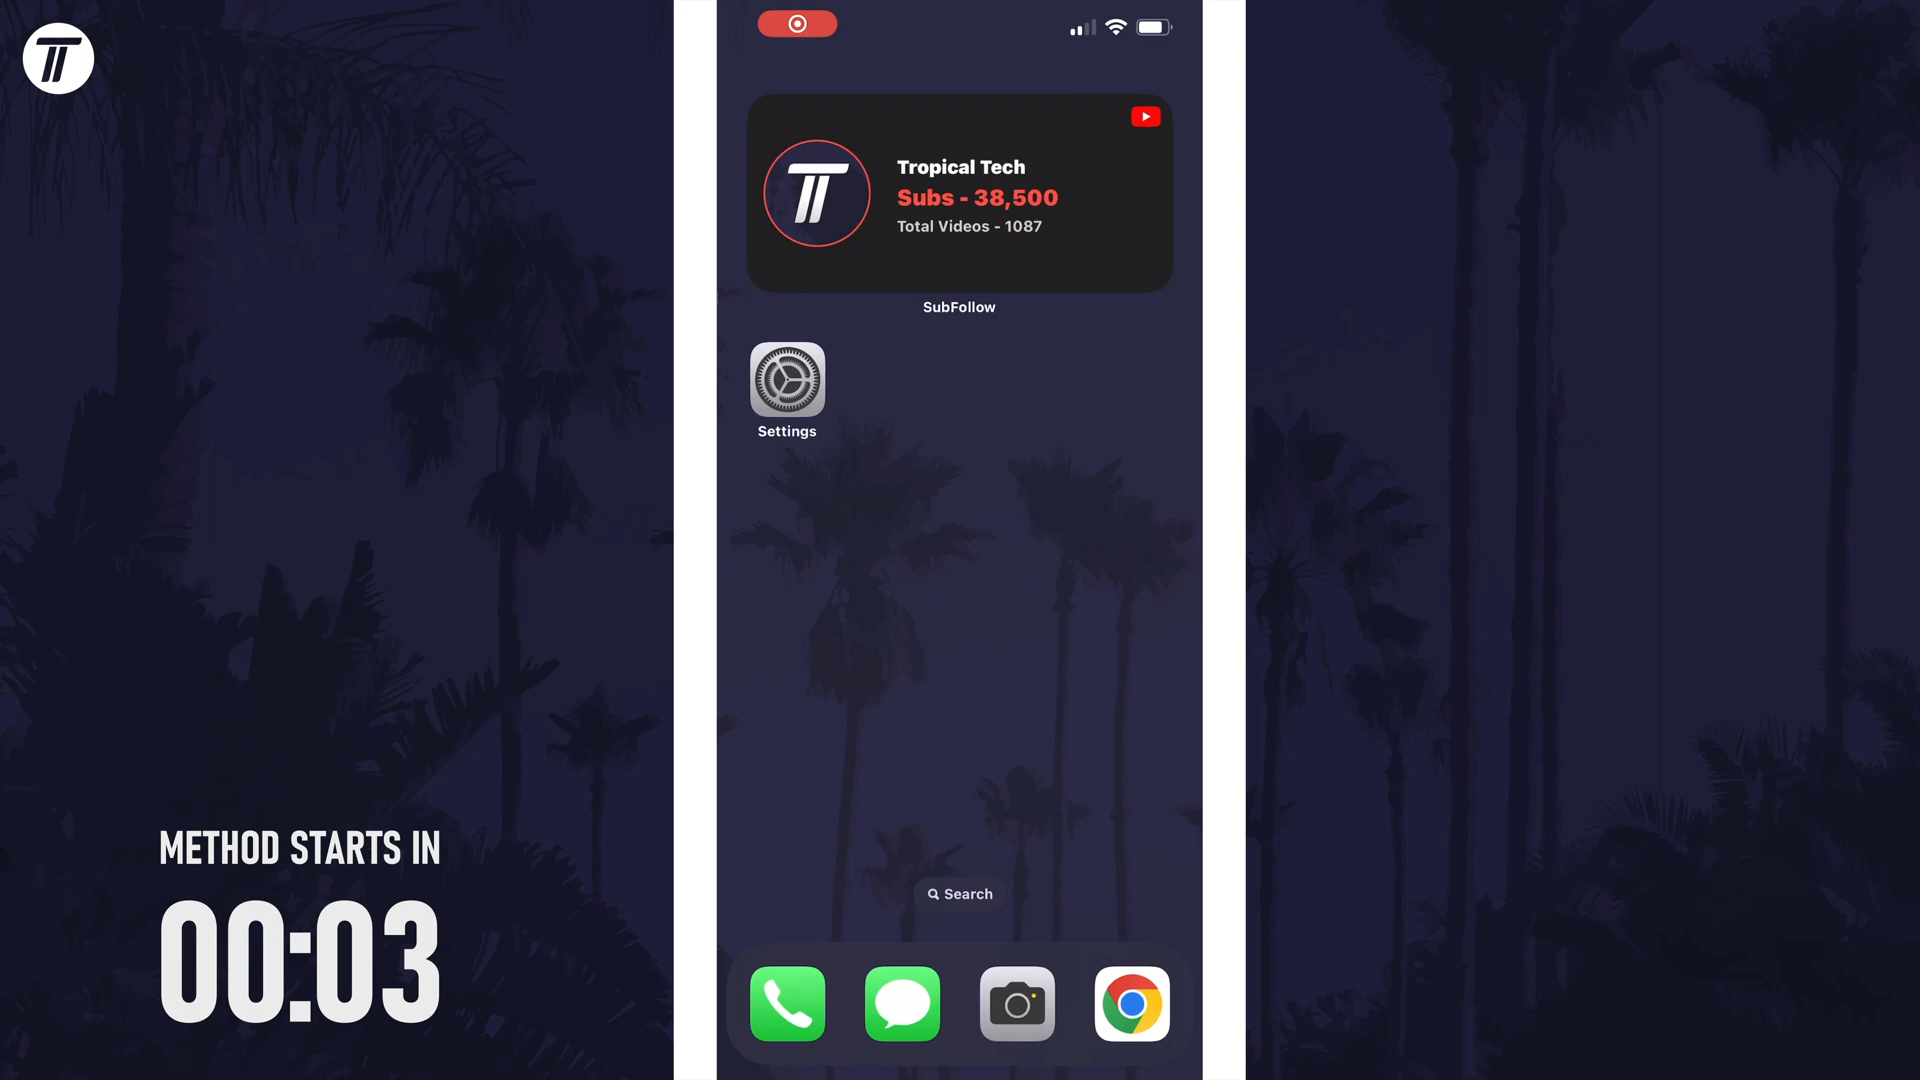 Tropical Tech
Subs - 38,500
Total Videos - 1087
SubFollow
Settings
Search
METHOD STARTS IN
00:03